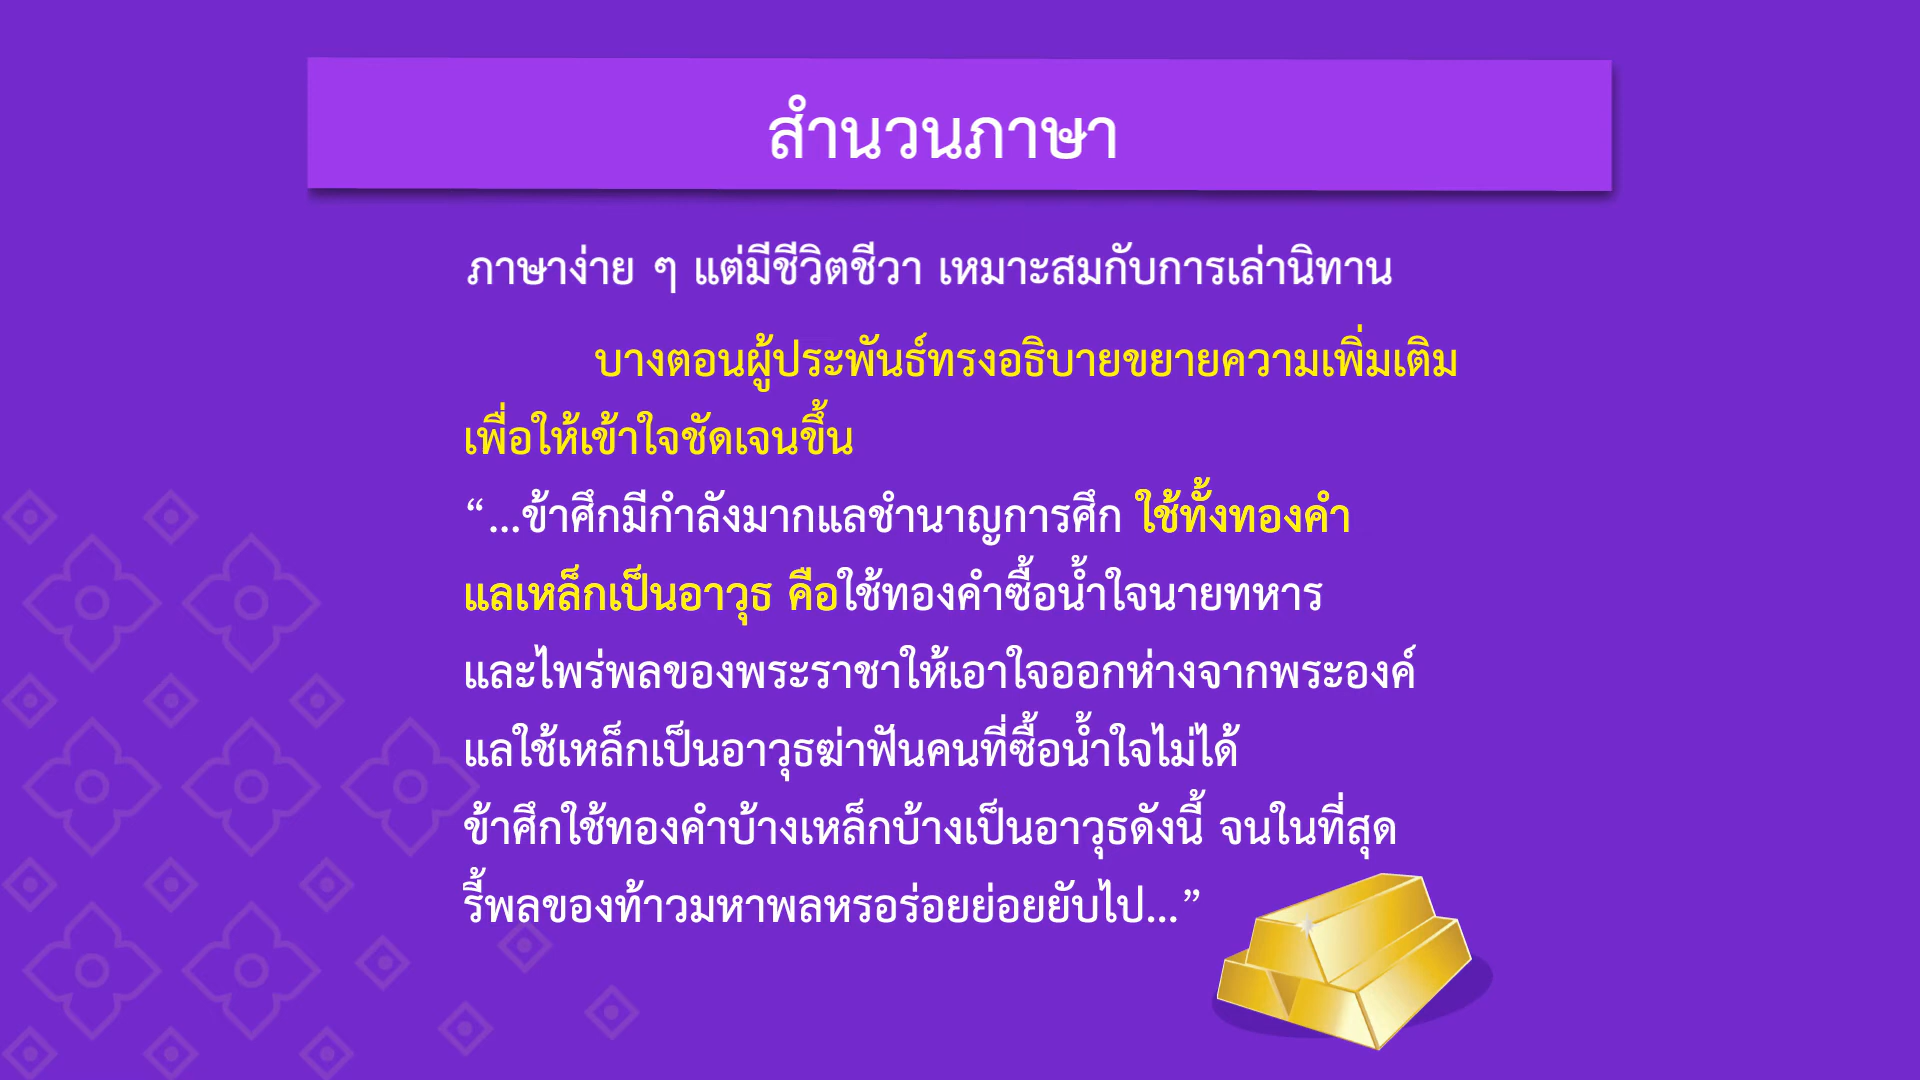 สำนวนภาษา
ภาษาง่าย ๆ แต่มีชีวิตชีวา เหมาะสมกับการเล่านิทาน
บางตอนผู้ประพันธ์ทรงอธิบายขยายความเพิ่มเติม
เพื่อให้เข้าใจชัดเจนขึ้น
“...ข้าศึกมีกำลังมากแลชำนาญการศึก ใช้ทั้งทองคำ
แลเหล็กเป็นอาวุธ คือใช้ทองคำซื้อน้ำใจนายทหาร
และไพร่พลของพระราชาให้เอาใจออกห่างจากพระองค์
แลใช้เหล็กเป็นอาวุธฆ่าฟันคนที่ซื้อน้ำใจไม่ได้
ข้าศึกใช้ทองคำบ้างเหล็กบ้างเป็นอาวุธดังนี้ จนในที่สุด
รี้พลของท้าวมหาพลหรอร่อยย่อยยับไป...”